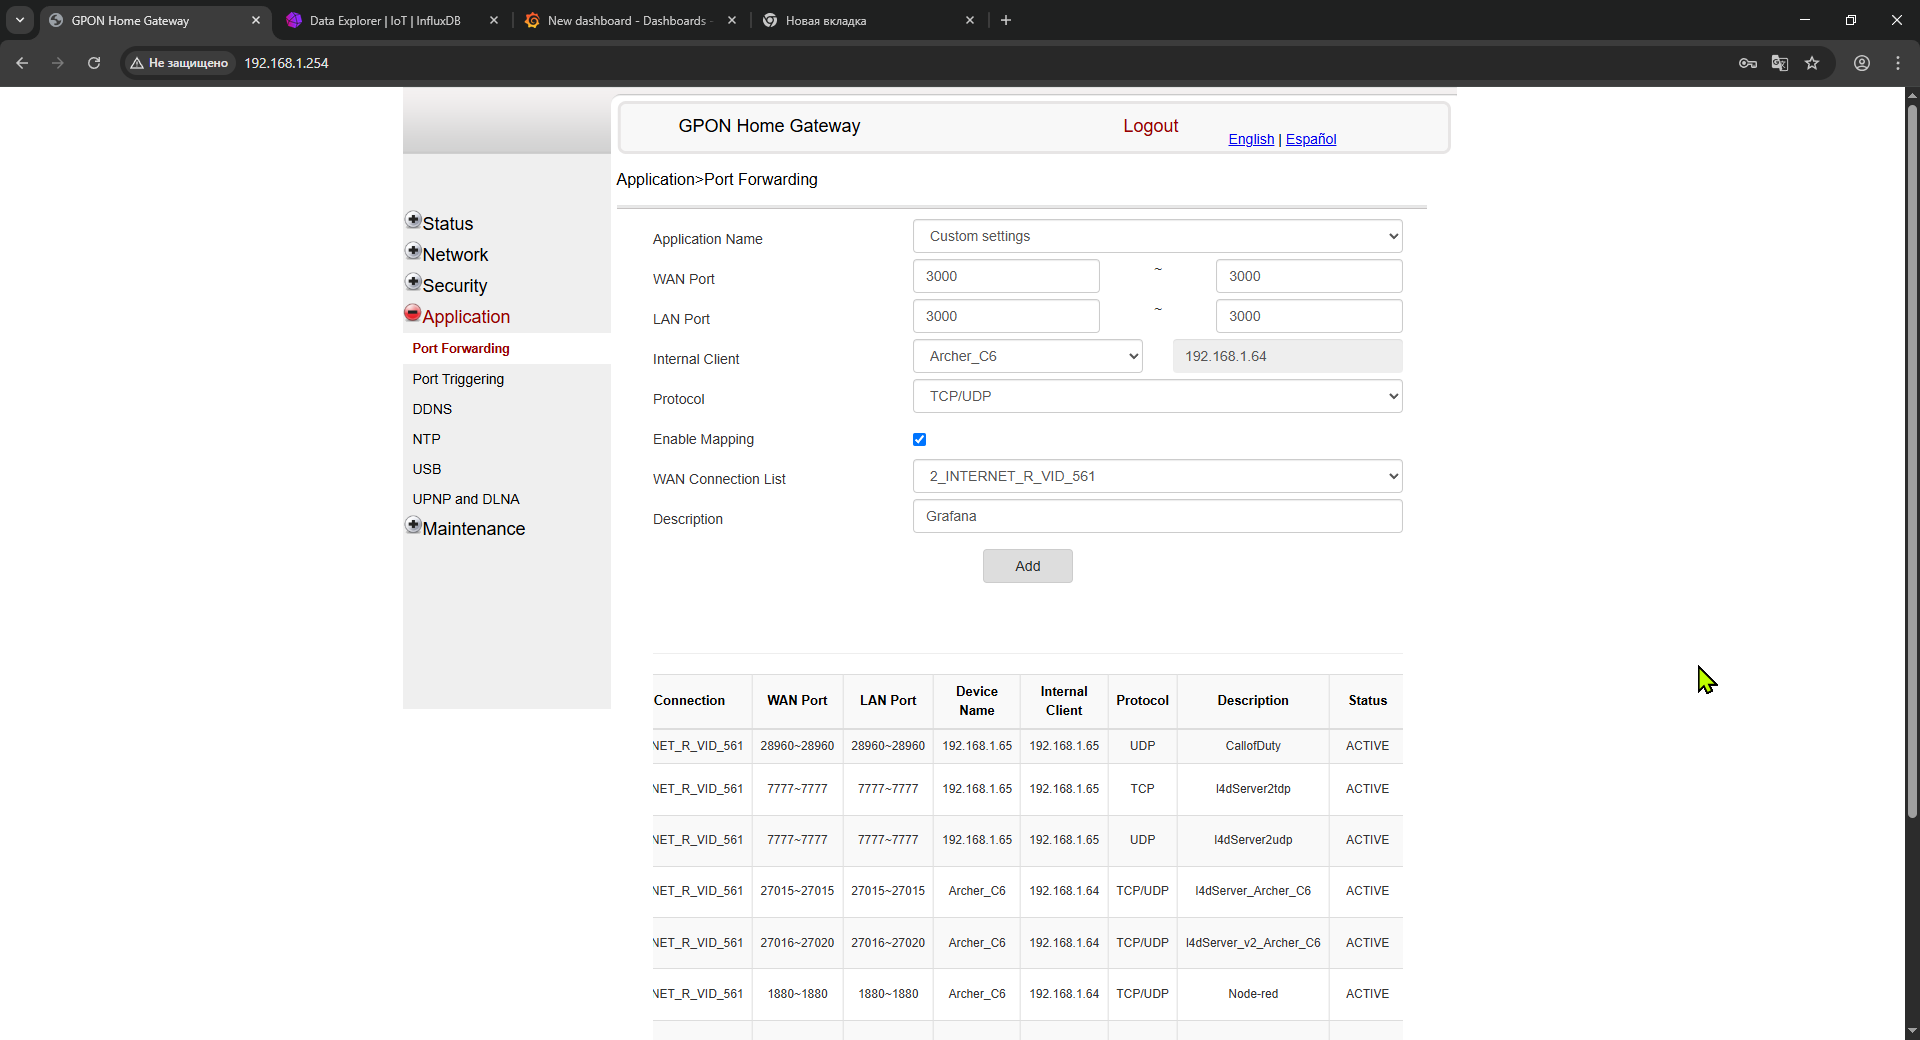 GPON Home Gateway
Data Explorer | IoT | InfluxDB
New dashboard - Dashboards -
Новая вкладка
Не защищено
192.168.1.254
GPON Home Gateway
Logout
English | Español
Application>Port Forwarding
Status
Network
Security
Application
Port Forwarding
Port Triggering
DDNS
NTP
USB
UPNP and DLNA
Maintenance
Application Name
Custom settings
WAN Port
3000 ~ 3000
LAN Port
3000 ~ 3000
Internal Client
Archer_C6
192.168.1.64
Protocol
TCP/UDP
Enable Mapping
WAN Connection List
2_INTERNET_R_VID_561
Description
Grafana
Add
Connection WAN Port LAN Port Device Name Internal Client Protocol Description Status
NET_R_VID_561 28960~28960 28960~28960 192.168.1.65 192.168.1.65 UDP CallofDuty ACTIVE
NET_R_VID_561 7777~7777 7777~7777 192.168.1.65 192.168.1.65 TCP l4dServer2tdp ACTIVE
NET_R_VID_561 7777~7777 7777~7777 192.168.1.65 192.168.1.65 UDP l4dServer2udp ACTIVE
NET_R_VID_561 27015~27015 27015~27015 Archer_C6 192.168.1.64 TCP/UDP l4dServer_Archer_C6 ACTIVE
NET_R_VID_561 27016~27020 27016~27020 Archer_C6 192.168.1.64 TCP/UDP l4dServer_v2_Archer_C6 ACTIVE
NET_R_VID_561 1880~1880 1880~1880 Archer_C6 192.168.1.64 TCP/UDP Node-red ACTIVE